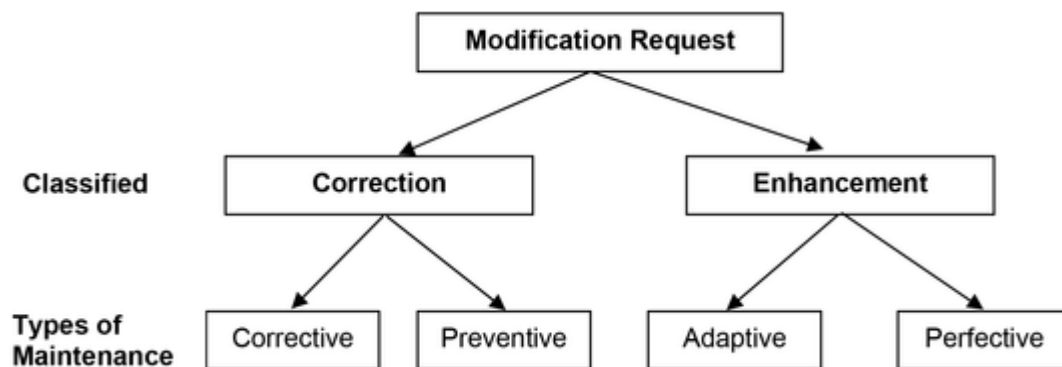 Modification Request
Classified
Correction
Enhancement
Types of
Maintenance
Corrective
Preventive
Adaptive
Perfective